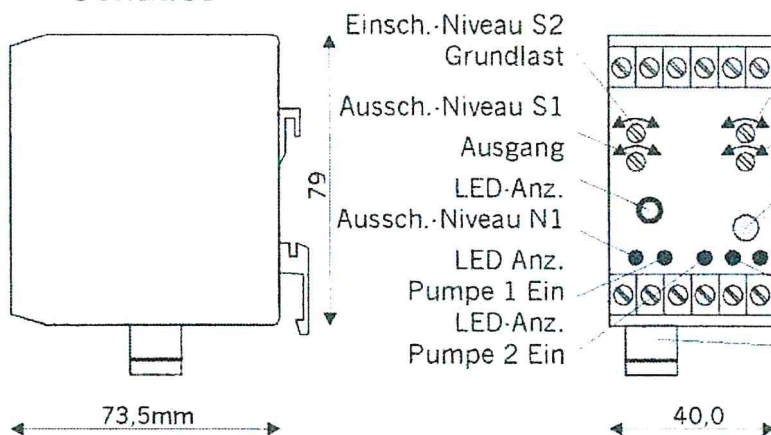 Einsch.-Niveau S2
Grundlast
Aussch.-Niveau S1
Ausgang
LED-Anz.
Aussch.-Niveau N1
LED Anz.
Pumpe 1 Ein
LED-Anz.
Pumpe 2 Ein
79
73,5mm
40,0